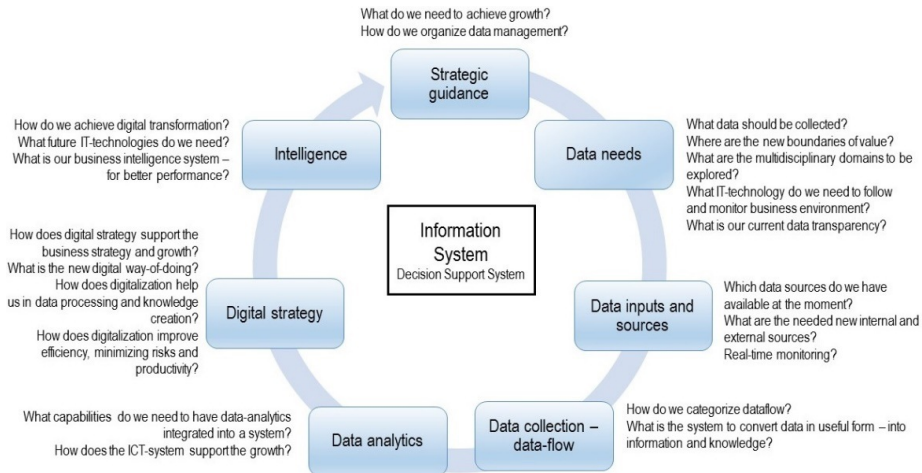 What do we need to achieve growth?
How do we organize data management?
Strategic
guidance
How do we achieve digital transformation?
What future IT-technologies do we need?
What is our business intelligence system –
for better performance?
Intelligence
Data needs
What data should be collected?
Where are the new boundaries of value?
What are the multidisciplinary domains to be
explored?
What IT-technology do we need to follow
and monitor business environment?
What is our current data transparency?
Information
System
Decision Support System
How does digital strategy support the
business strategy and growth?
What is the new digital way-of-doing?
How does digitalization help
us in data processing and knowledge
creation?
How does digitalization improve
efficiency, minimizing risks and
productivity?
Digital strategy
Data inputs and
sources
Which data sources do we have
available at the moment?
What are the needed new internal and
external sources?
Real-time monitoring?
What capabilities do we need to have data-analytics
integrated into a system?
How does the ICT-system support the growth?
Data analytics
Data collection –
data-flow
How do we categorize dataflow?
What is the system to convert data in useful form – into
information and knowledge?